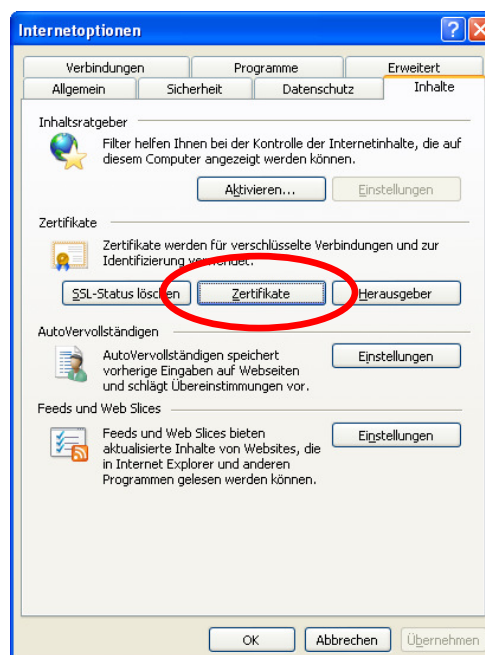 Internetoptionen
Verbindungen Programme Erweitert
Allgemein Sicherheit Datenschutz Inhalte
Inhaltsratgeber
Filter helfen Ihnen bei der Kontrolle der Internetinhalte, die auf
diesem Computer angezeigt werden können.
Aktivieren... Einstellungen
Zertifikate
Zertifikate werden für verschlüsselte Verbindungen und zur
Identifizierung verwendet.
SSL-Status löschen Zertifikate Herausgeber
AutoVervollständigen
AutoVervollständigen speichert
vorherige Eingaben auf Webseiten
und schlägt Übereinstimmungen vor.
Einstellungen
Feeds und Web Slices
Feeds und Web Slices bieten
aktualisierte Inhalte von Websites, die
in Internet Explorer und anderen
Programmen gelesen werden können.
Einstellungen
OK Abbrechen Übernehmen